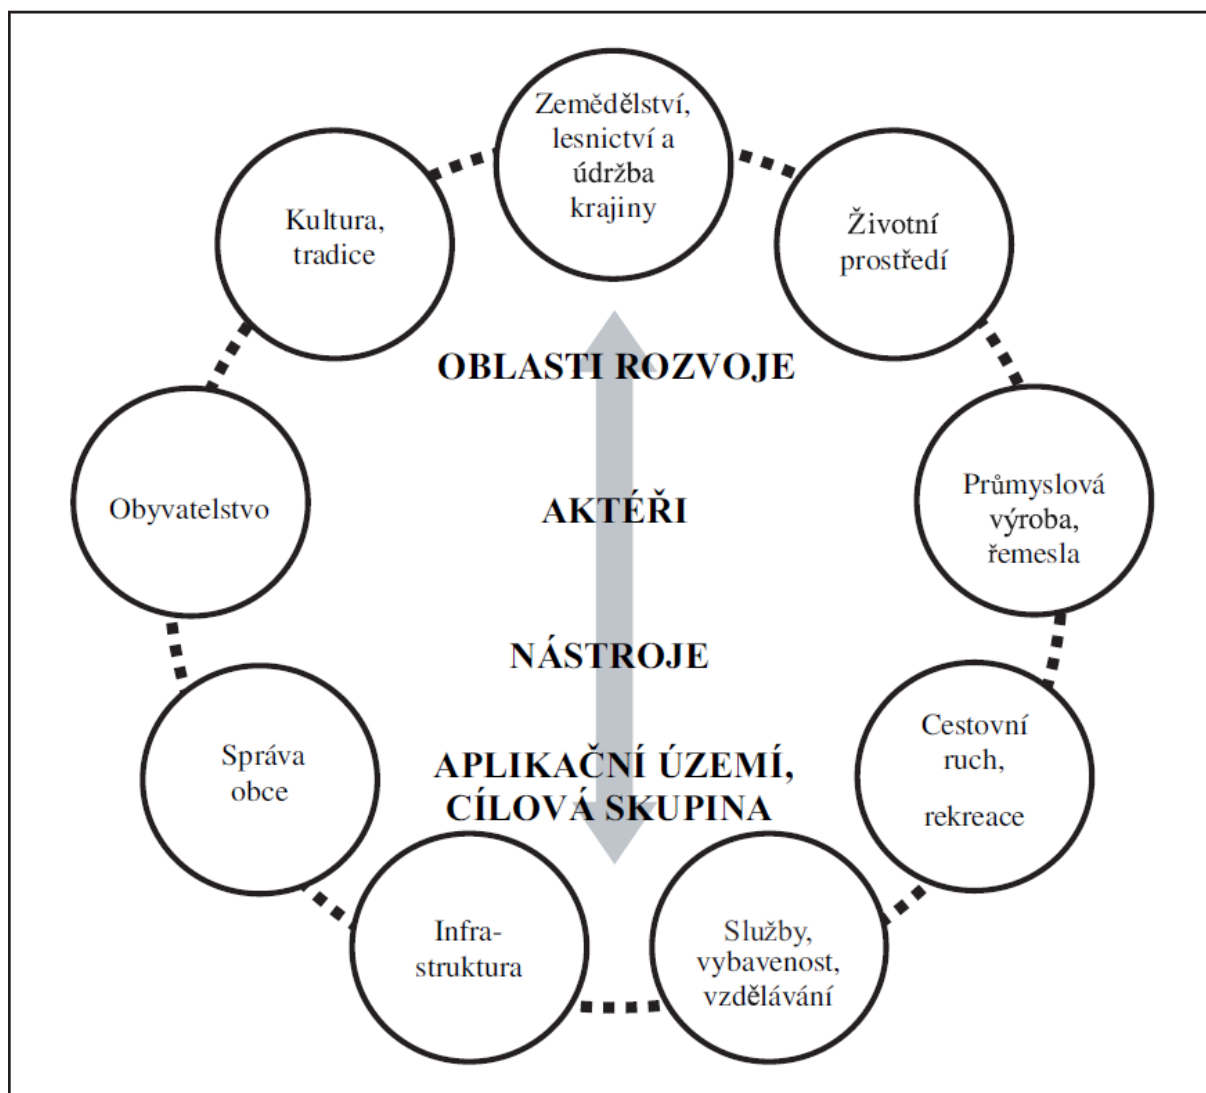 Zemědělství,
lesnictví a
údržba
krajiny
Kultura,
tradice
Životní
prostředí
OBLASTI ROZVOJE
Obyvatelstvo
AKTÉŘI
Průmyslová
výroba,
řemesla
NÁSTROJE
Správa
obce
APLIKAČNÍ ÚZEMÍ,
CÍLOVÁ SKUPINA
Cestovní
ruch,
rekreace
Infra-
struktura
Služby,
vybavenost,
vzdělávání